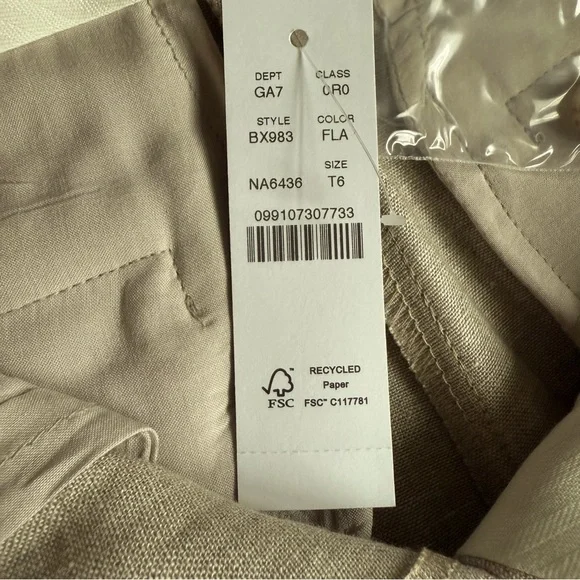 DEPT CLASS
GA7 0R0
STYLE COLOR
BX983 FLA
SIZE
NA6436 T6
099107307733
RECYCLED
Paper
FSC FSC™ C117781